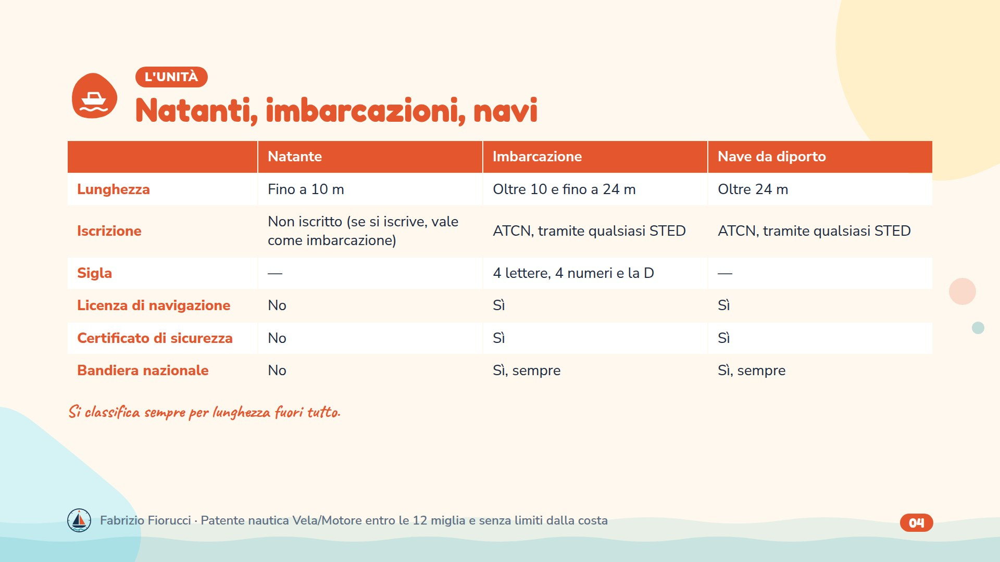 L'UNITÀ
Natanti, imbarcazioni, navi
Natante Imbarcazione Nave da diporto
Lunghezza Fino a 10 m Oltre 10 e fino a 24 m Oltre 24 m
Iscrizione Non iscritto (se si iscrive, vale come imbarcazione) ATCN, tramite qualsiasi STED ATCN, tramite qualsiasi STED
Sigla — 4 lettere, 4 numeri e la D —
Licenza di navigazione No Sì Sì
Certificato di sicurezza No Sì Sì
Bandiera nazionale No Sì, sempre Sì, sempre
Si classifica sempre per lunghezza fuori tutto.
Fabrizio Fiorucci · Patente nautica Vela/Motore entro le 12 miglia e senza limiti dalla costa
04